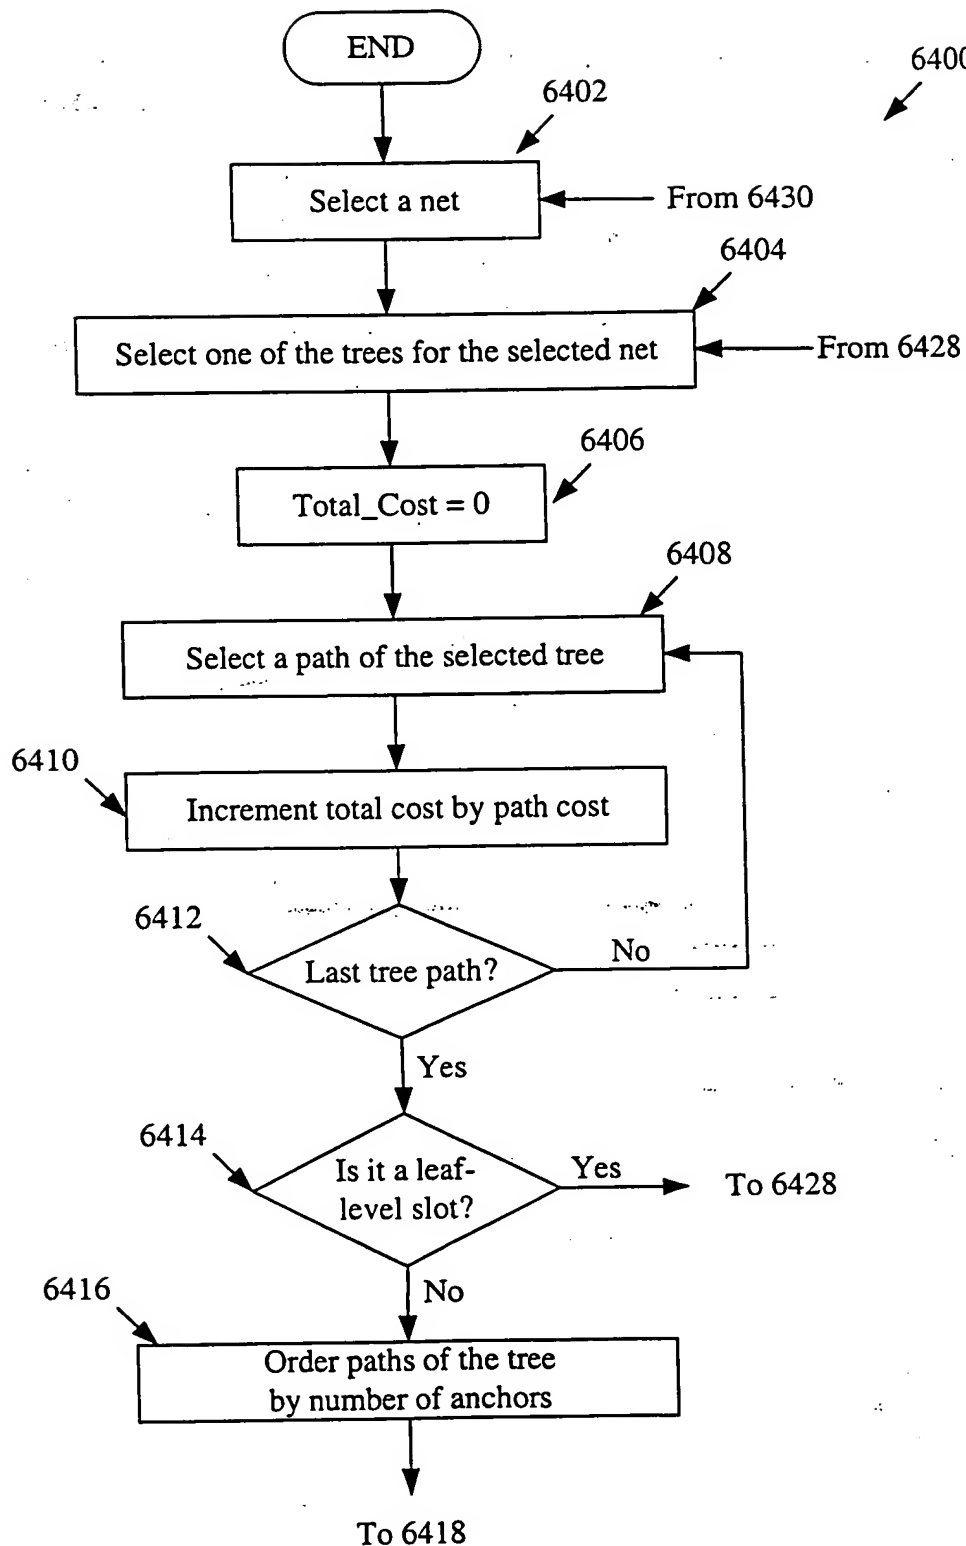 END
6400
6402
Select a net
From 6430
6404
Select one of the trees for the selected net
From 6428
6406
Total_Cost = 0
6408
Select a path of the selected tree
6410
Increment total cost by path cost
6412
Last tree path?
No
Yes
6414
Is it a leaf-
level slot?
Yes
To 6428
No
6416
Order paths of the tree
by number of anchors
To 6418